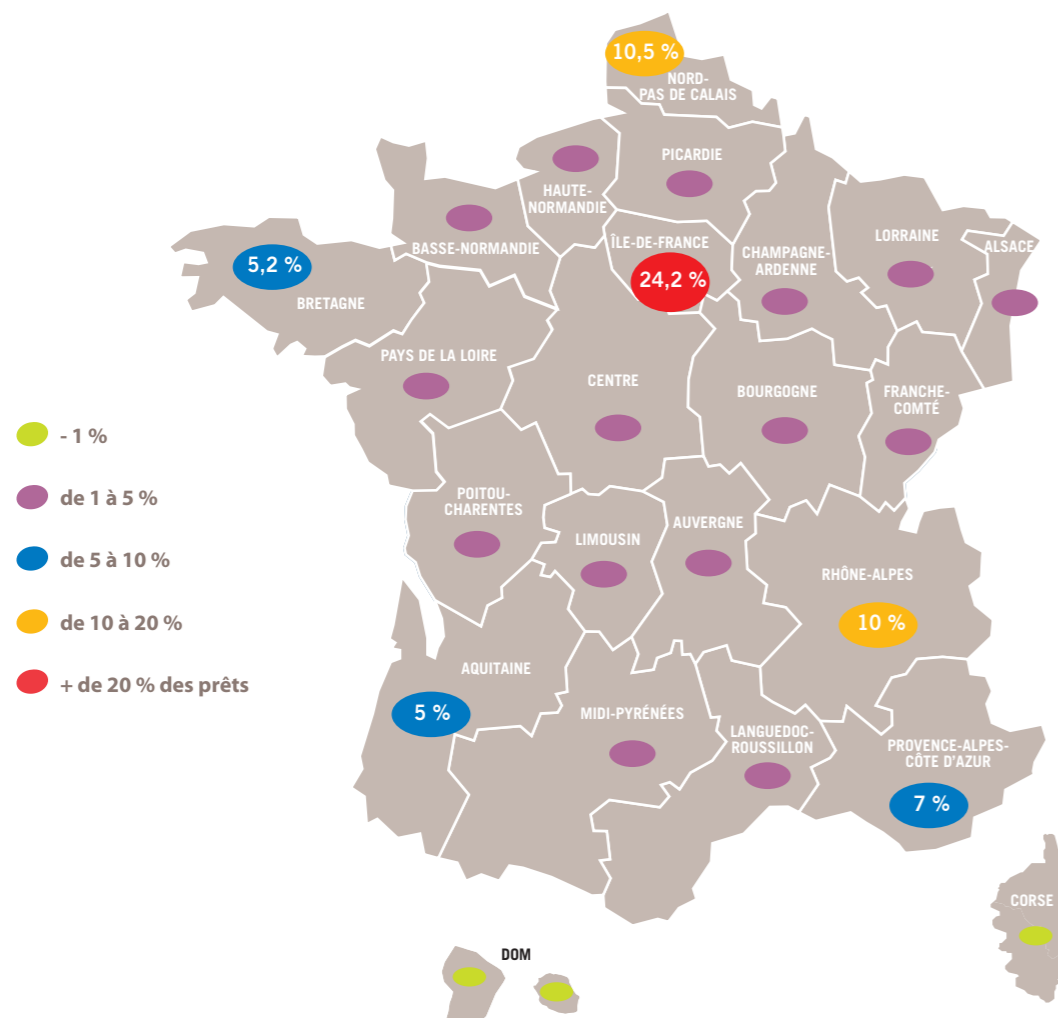 10,5 %
NORD-
PAS DE CALAIS
PICARDIE
HAUTE-
NORMANDIE
BASSE-NORMANDIE
ÎLE-DE-FRANCE
24,2 %
CHAMPAGNE-
ARDENNE
LORRAINE
ALSACE
5,2 %
BRETAGNE
PAYS DE LA LOIRE
CENTRE
BOURGOGNE
FRANCHE-
COMTÉ
- 1 %
de 1 à 5 %
de 5 à 10 %
de 10 à 20 %
+ de 20 % des prêts
POITOU-
CHARENTES
LIMOUSIN
AUVERGNE
RHÔNE-ALPES
10 %
AQUITAINE
5 %
MIDI-PYRÉNÉES
LANGUEDOC-
ROUSSILLON
PROVENCE-ALPES-
CÔTE D'AZUR
7 %
CORSE
DOM